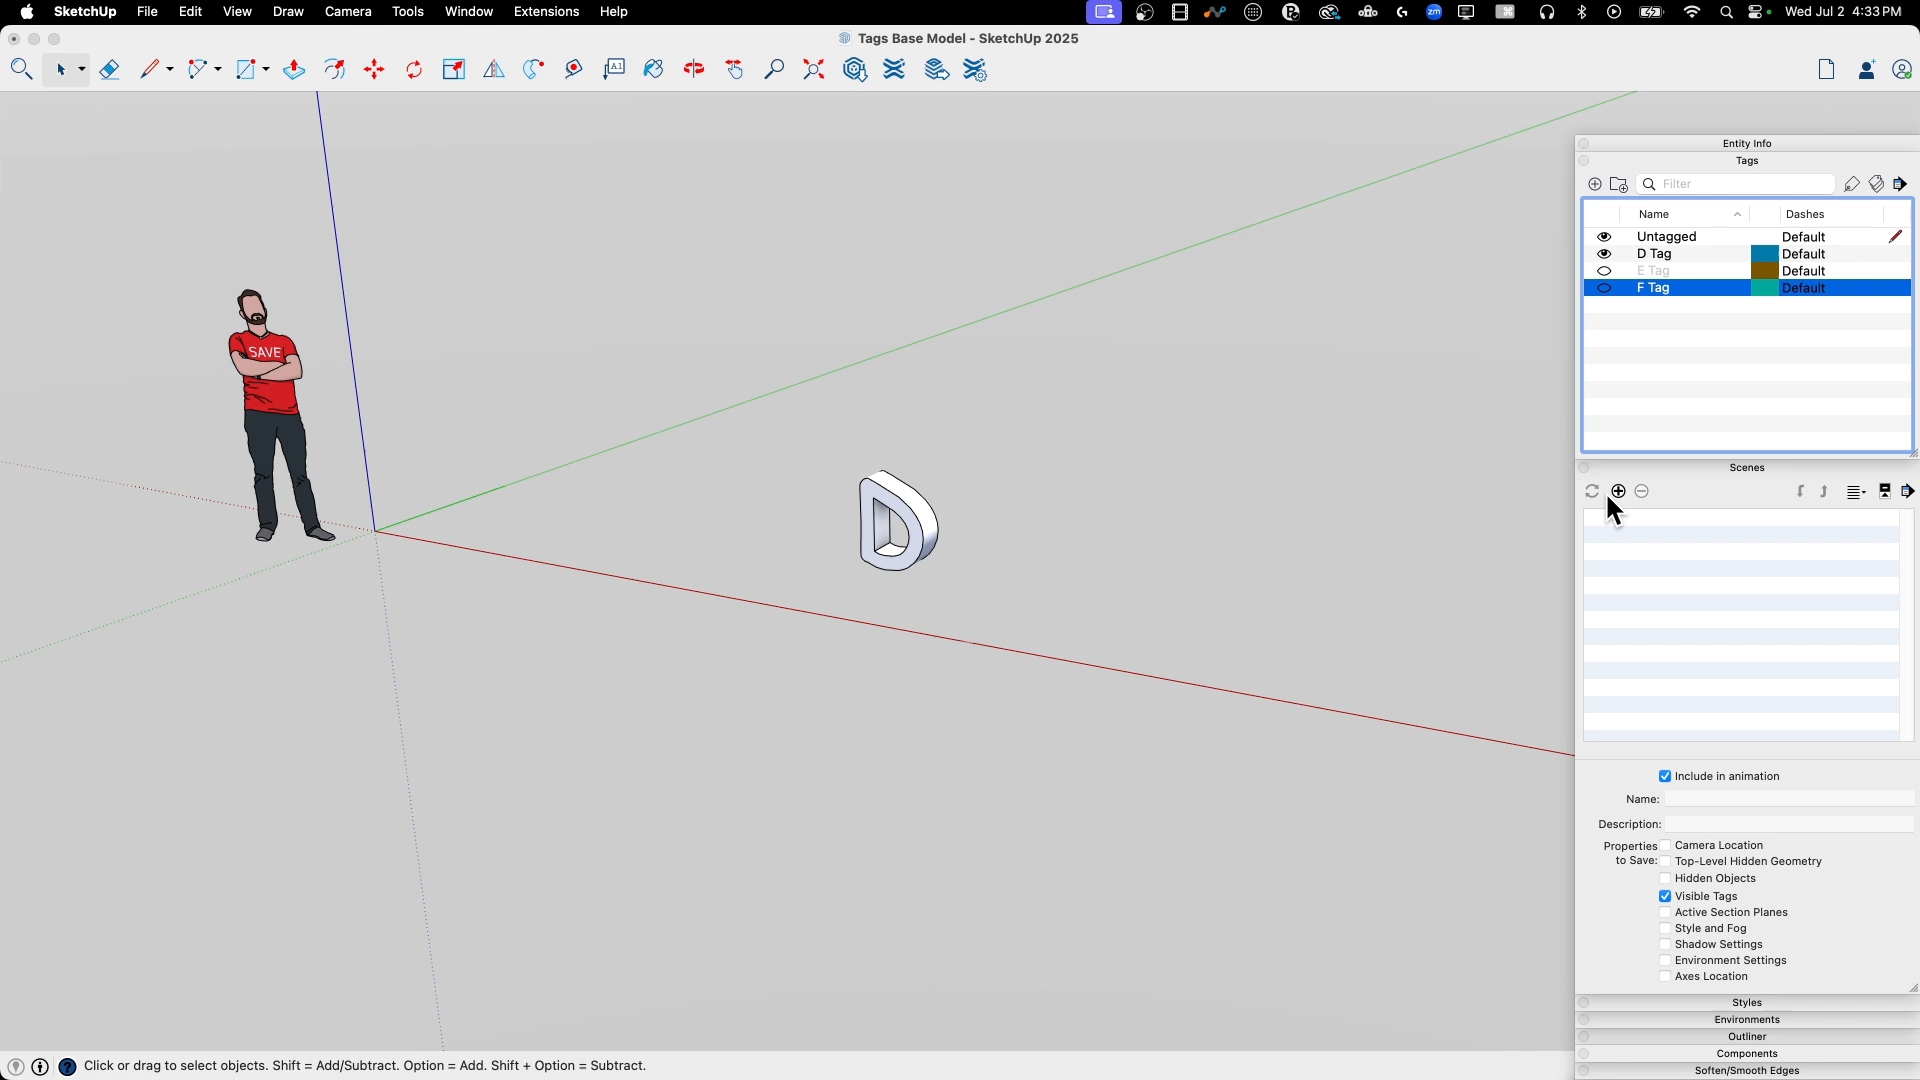 SketchUp File Edit View Draw Camera Tools Window Extensions Help zm Wed Jul 2 4:33 PM
Tags Base Model - SketchUp 2025
A1
Entity Info
Tags
Filter
Name Dashes
Untagged Default
D Tag Default
E Tag Default
F Tag Default
SAVE
D
Scenes
Include in animation
Name:
Description:
Properties to Save:
Camera Location
Top-Level Hidden Geometry
Hidden Objects
Visible Tags
Active Section Planes
Style and Fog
Shadow Settings
Environment Settings
Axes Location
Styles
Environments
Outliner
Components
Soften/Smooth Edges
Click or drag to select objects. Shift = Add/Subtract. Option = Add. Shift + Option = Subtract.